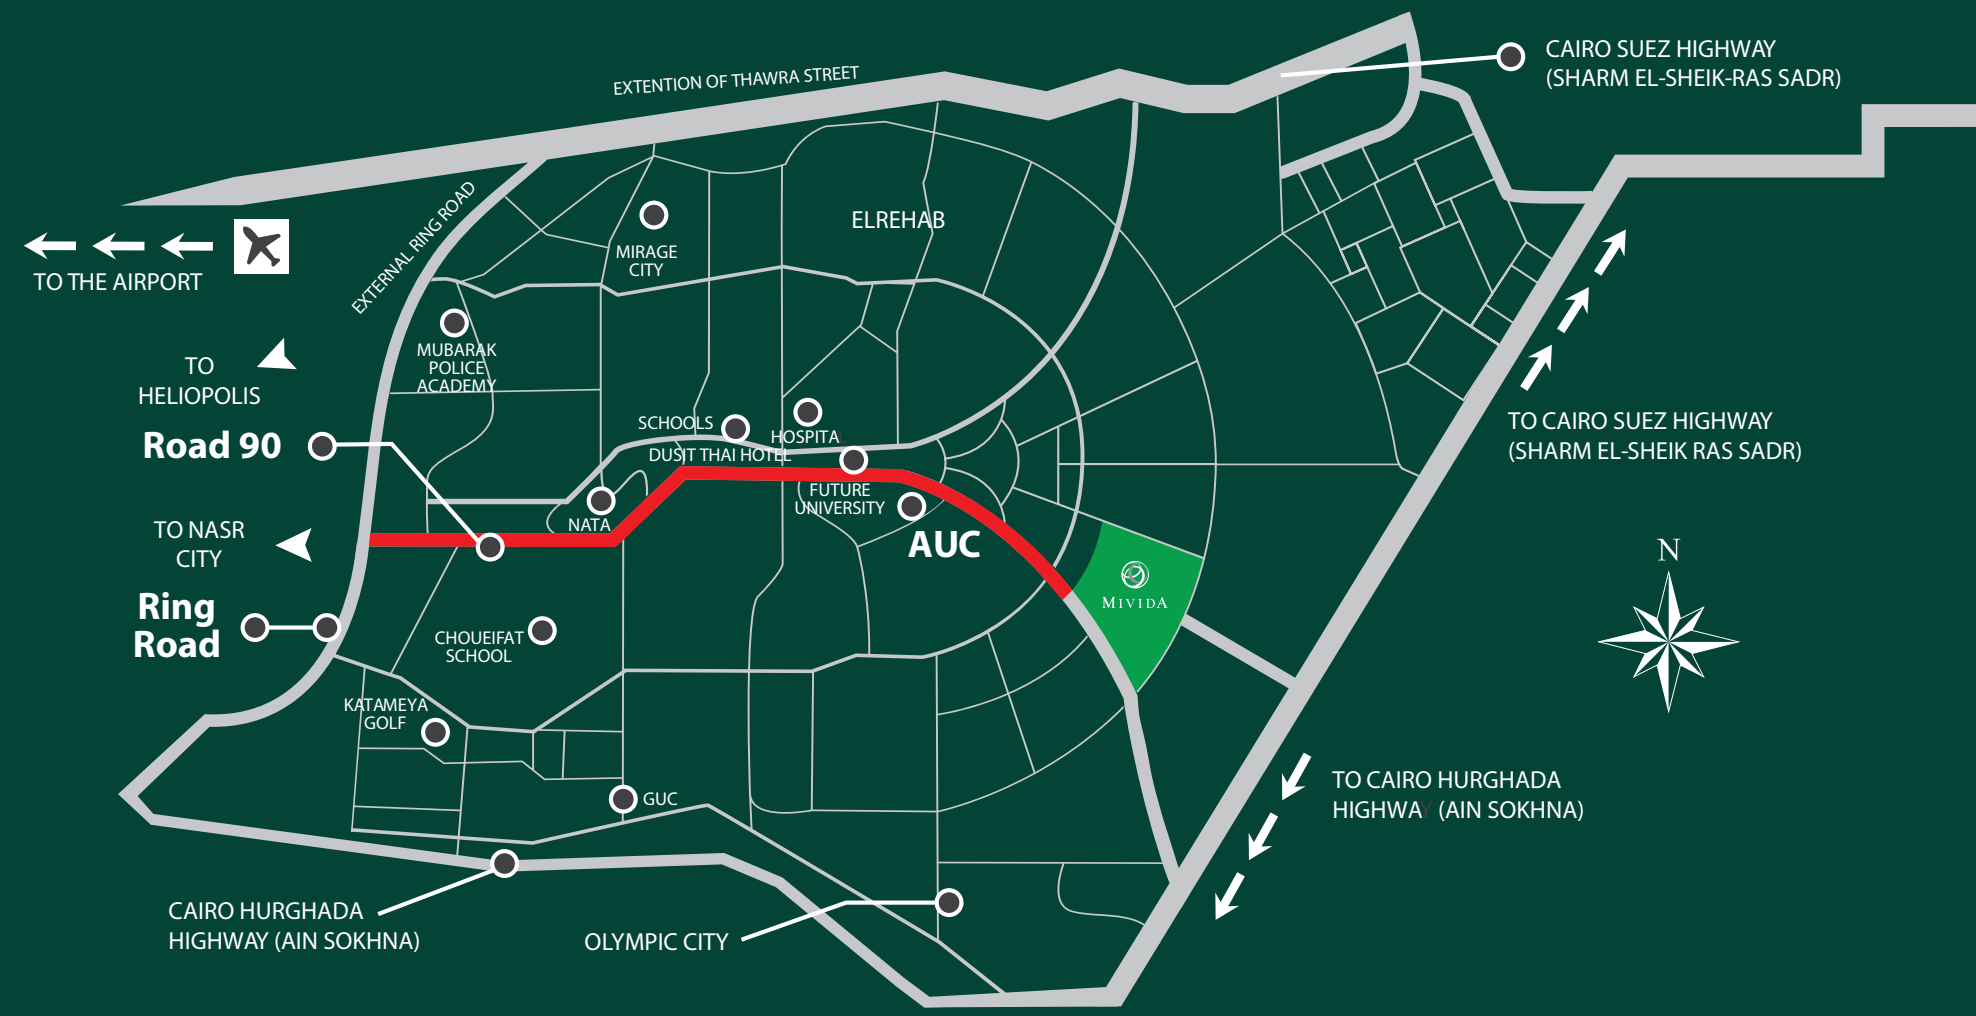 EXTENTION OF THAWRA STREET
CAIRO SUEZ HIGHWAY
(SHARM EL-SHEIK-RAS SADR)
EXTERNAL RING ROAD
TO THE AIRPORT
ELREHAB
MIRAGE
CITY
TO
HELIOPOLIS
MUBARAK
POLICE
ACADEMY
Road 90
SCHOOLS
HOSPITAL
DUSIT THAI HOTEL
TO CAIRO SUEZ HIGHWAY
(SHARM EL-SHEIK RAS SADR)
FUTURE
UNIVERSITY
NATA
AUC
TO NASR
CITY
N
MIVIDA
Ring
Road
CHOUEIFAT
SCHOOL
KATAMEYA
GOLF
GUC
TO CAIRO HURGHADA
HIGHWAY (AIN SOKHNA)
CAIRO HURGHADA
HIGHWAY (AIN SOKHNA)
OLYMPIC CITY